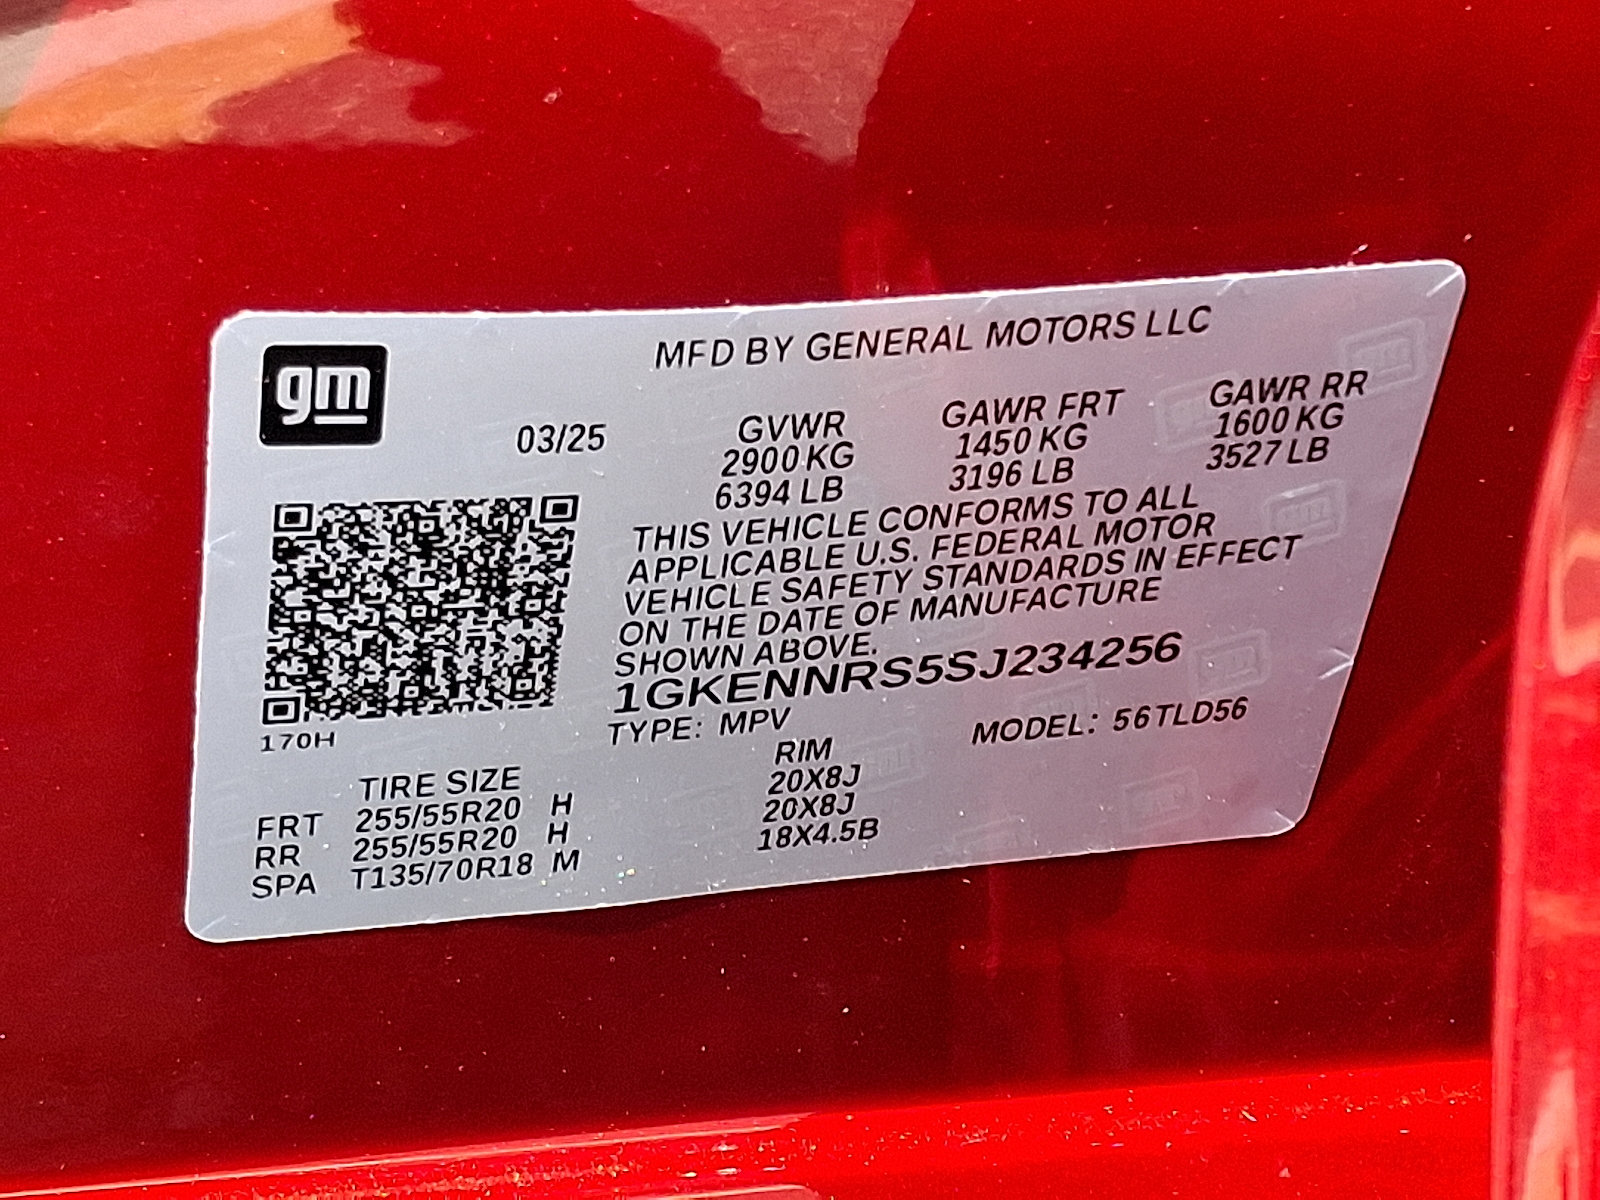 gm
MFD BY GENERAL MOTORS LLC
03/25
GVWR GAWR FRT GAWR RR
2900 KG 1450 KG 1600 KG
6394 LB 3196 LB 3527 LB
THIS VEHICLE CONFORMS TO ALL
APPLICABLE U.S. FEDERAL MOTOR
VEHICLE SAFETY STANDARDS IN EFFECT
ON THE DATE OF MANUFACTURE
SHOWN ABOVE.
1GKENNRS5SJ234256
TYPE: MPV MODEL: 56TLD56
170H
TIRE SIZE RIM
FRT 255/55R20 H 20X8J
RR 255/55R20 H 20X8J
SPA T135/70R18 M 18X4.5B